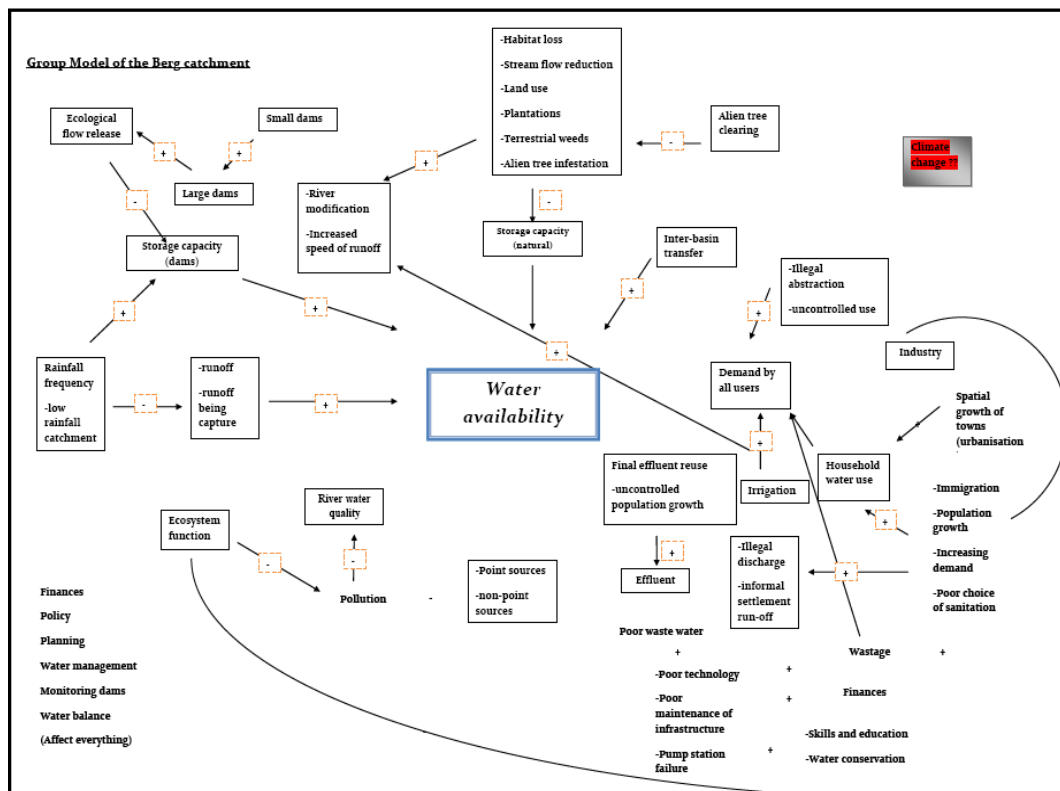 Group Model of the Berg catchment
-Habitat loss
-Stream flow reduction
-Land use
-Plantations
-Terrestrial weeds
-Alien tree infestation
Ecological
flow release
Small dams
Alien tree
clearing
Climate
change ??
+
+
+
-
Large dams
-
-
-River
modification
-Increased
speed of runoff
Storage capacity
(natural)
Inter-basin
transfer
Storage capacity
(dams)
-Illegal
abstraction
-uncontrolled use
+
+
+
+
Industry
+
Rainfall
frequency
-low
rainfall
catchment
-
-runoff
-runoff
being
capture
+
Water
availability
Demand by
all users
Spatial
growth of
towns
(urbanisation
+
+
Final effluent reuse
-uncontrolled
population growth
Irrigation
Household
water use
River water
quality
-Immigration
-Population
growth
-Increasing
demand
-Poor choice
of sanitation
+
Ecosystem
function
-
-
+
-Illegal
discharge
-informal
settlement
run-off
+
Pollution
-
-Point sources
-non-point
sources
Effluent
Finances
Policy
Planning
Water management
Monitoring dams
Water balance
(Affect everything)
Poor waste water
+
Wastage
+
-Poor technology
+
-Poor
maintenance of
infrastructure
+
Finances
-Pump station
failure
+
-Skills and education
-Water conservation
-